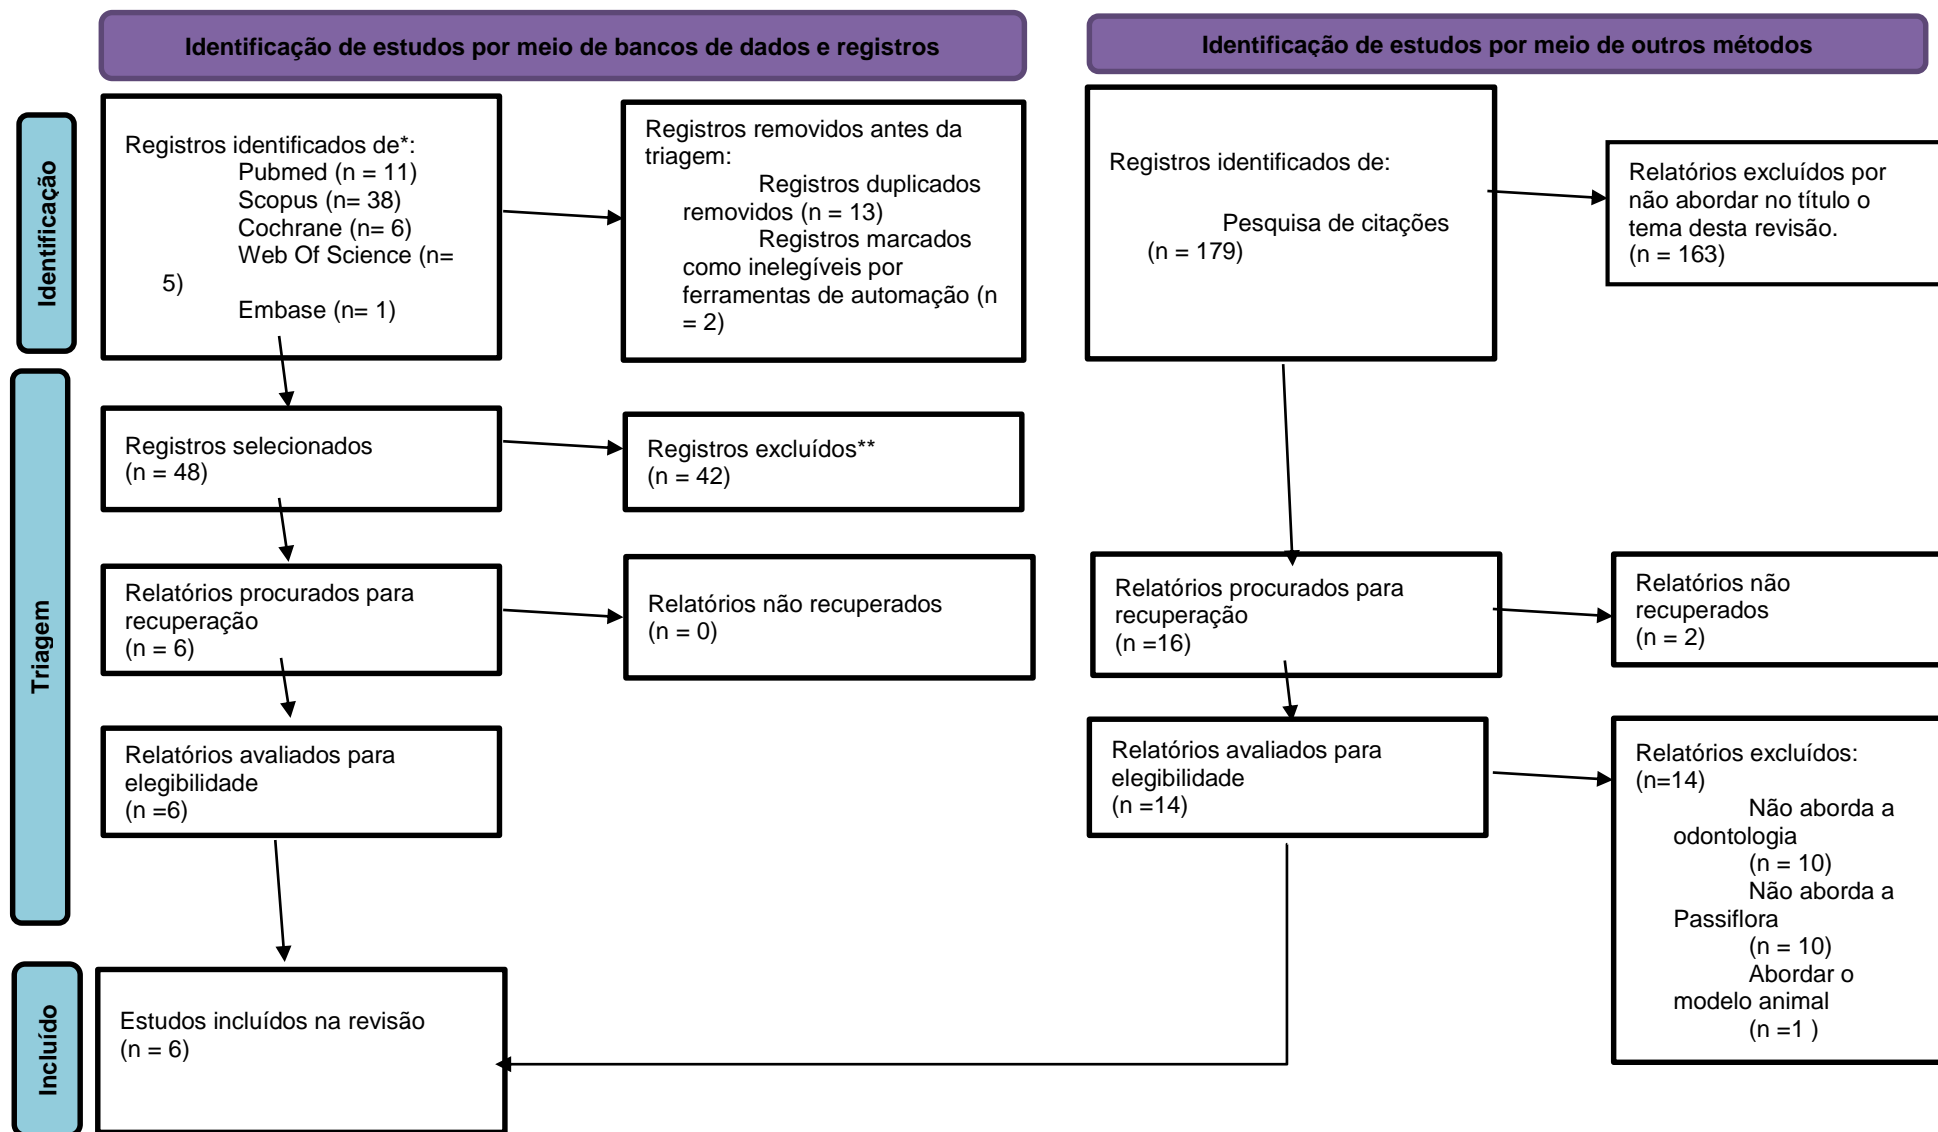 Identificação de estudos por meio de bancos de dados e registros
Identificação de estudos por meio de outros métodos
Identificação
Registros identificados de*:
Pubmed (n = 11)
Scopus (n= 38)
Cochrane (n= 6)
Web Of Science (n=
5)
Embase (n= 1)
Registros removidos antes da
triagem:
Registros duplicados
removidos (n = 13)
Registros marcados
como inelegíveis por
ferramentas de automação (n
= 2)
Registros identificados de:
Pesquisa de citações
(n = 179)
Relatórios excluídos por
não abordar no título o
tema desta revisão.
(n = 163)
Triagem
Registros selecionados
(n = 48)
Registros excluídos**
(n = 42)
Relatórios procurados para
recuperação
(n = 6)
Relatórios não recuperados
(n = 0)
Relatórios procurados para
recuperação
(n =16)
Relatórios não
recuperados
(n = 2)
Relatórios avaliados para
elegibilidade
(n =6)
Relatórios avaliados para
elegibilidade
(n =14)
Relatórios excluídos:
(n=14)
Não aborda a
odontologia
(n = 10)
Não aborda a
Passiflora
(n = 10)
Abordar o
modelo animal
(n =1 )
Incluído
Estudos incluídos na revisão
(n = 6)